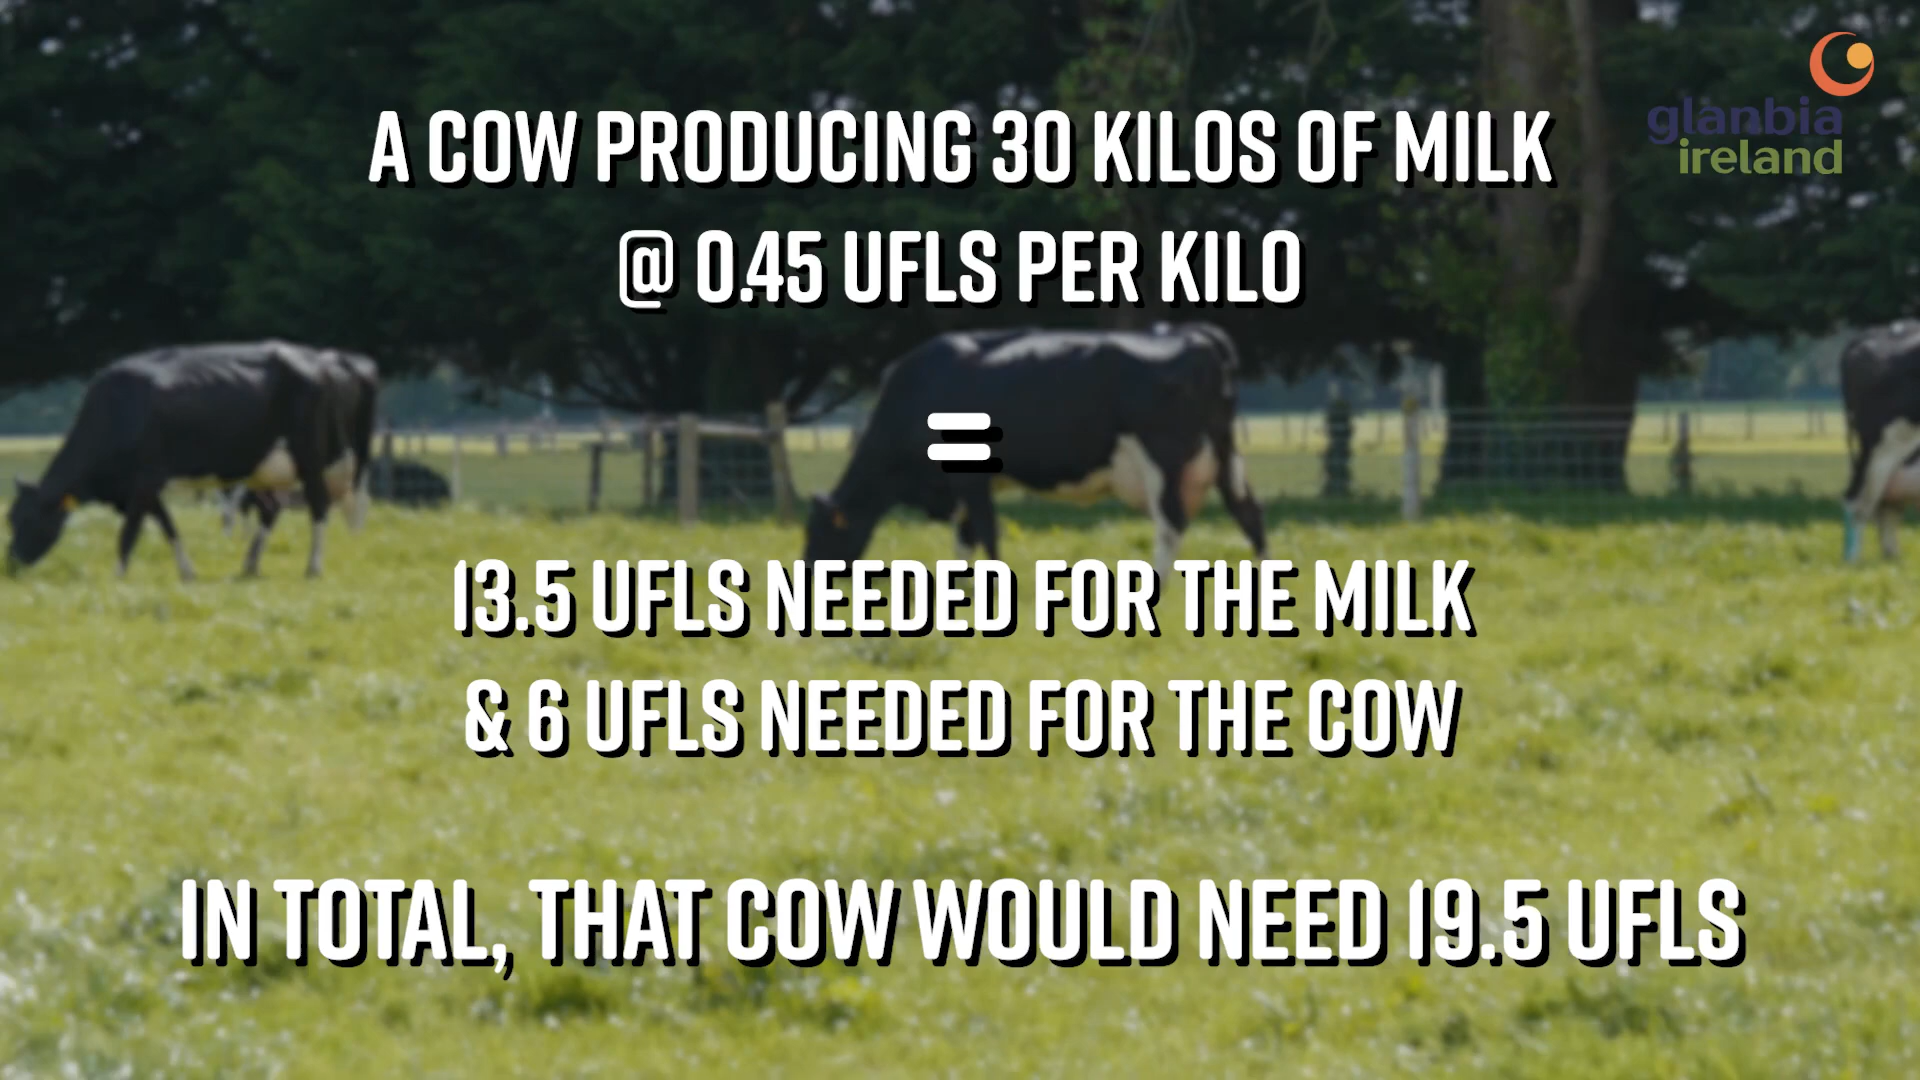 glanbia
ireland
A COW PRODUCING 30 KILOS OF MILK
@ 0.45 UFLS PER KILO
=
13.5 UFLS NEEDED FOR THE MILK
& 6 UFLS NEEDED FOR THE COW
IN TOTAL, THAT COW WOULD NEED 19.5 UFLS